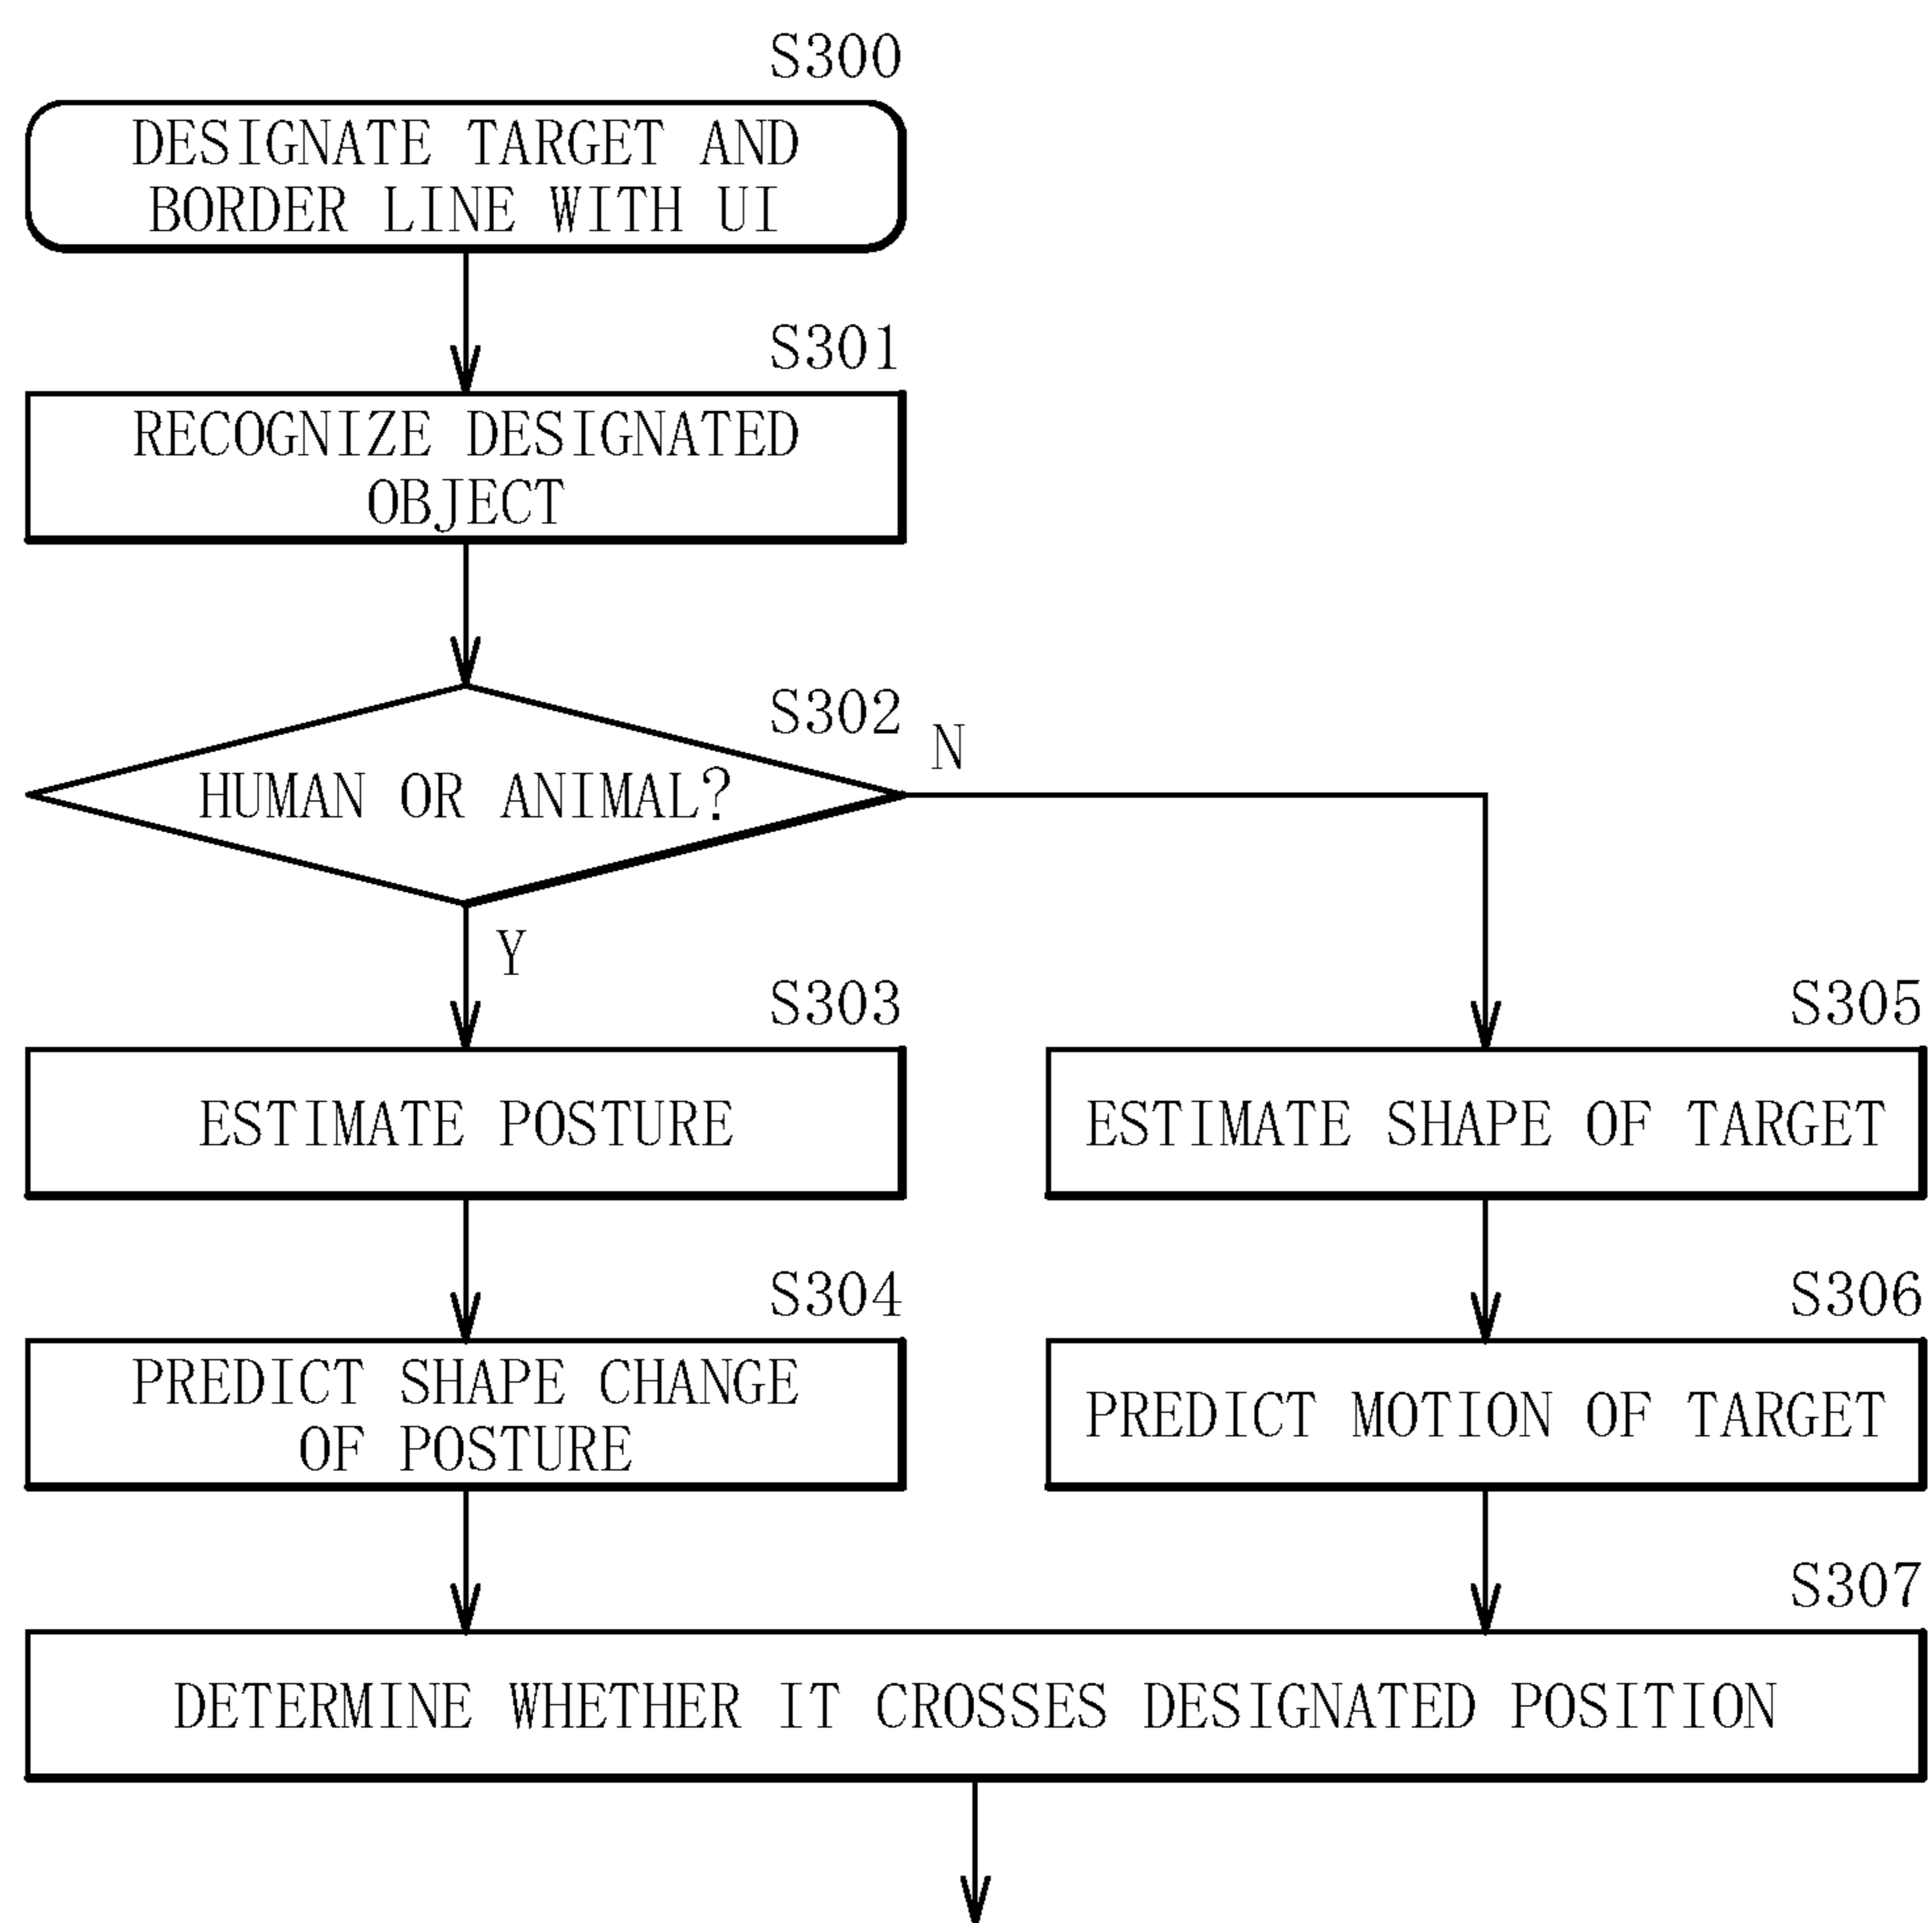 S300
DESIGNATE TARGET AND
BORDER LINE WITH UI
S301
RECOGNIZE DESIGNATED
OBJECT
S302
HUMAN OR ANIMAL?
N
Y
S303
ESTIMATE POSTURE
S304
PREDICT SHAPE CHANGE
OF POSTURE
S305
ESTIMATE SHAPE OF TARGET
S306
PREDICT MOTION OF TARGET
S307
DETERMINE WHETHER IT CROSSES DESIGNATED POSITION